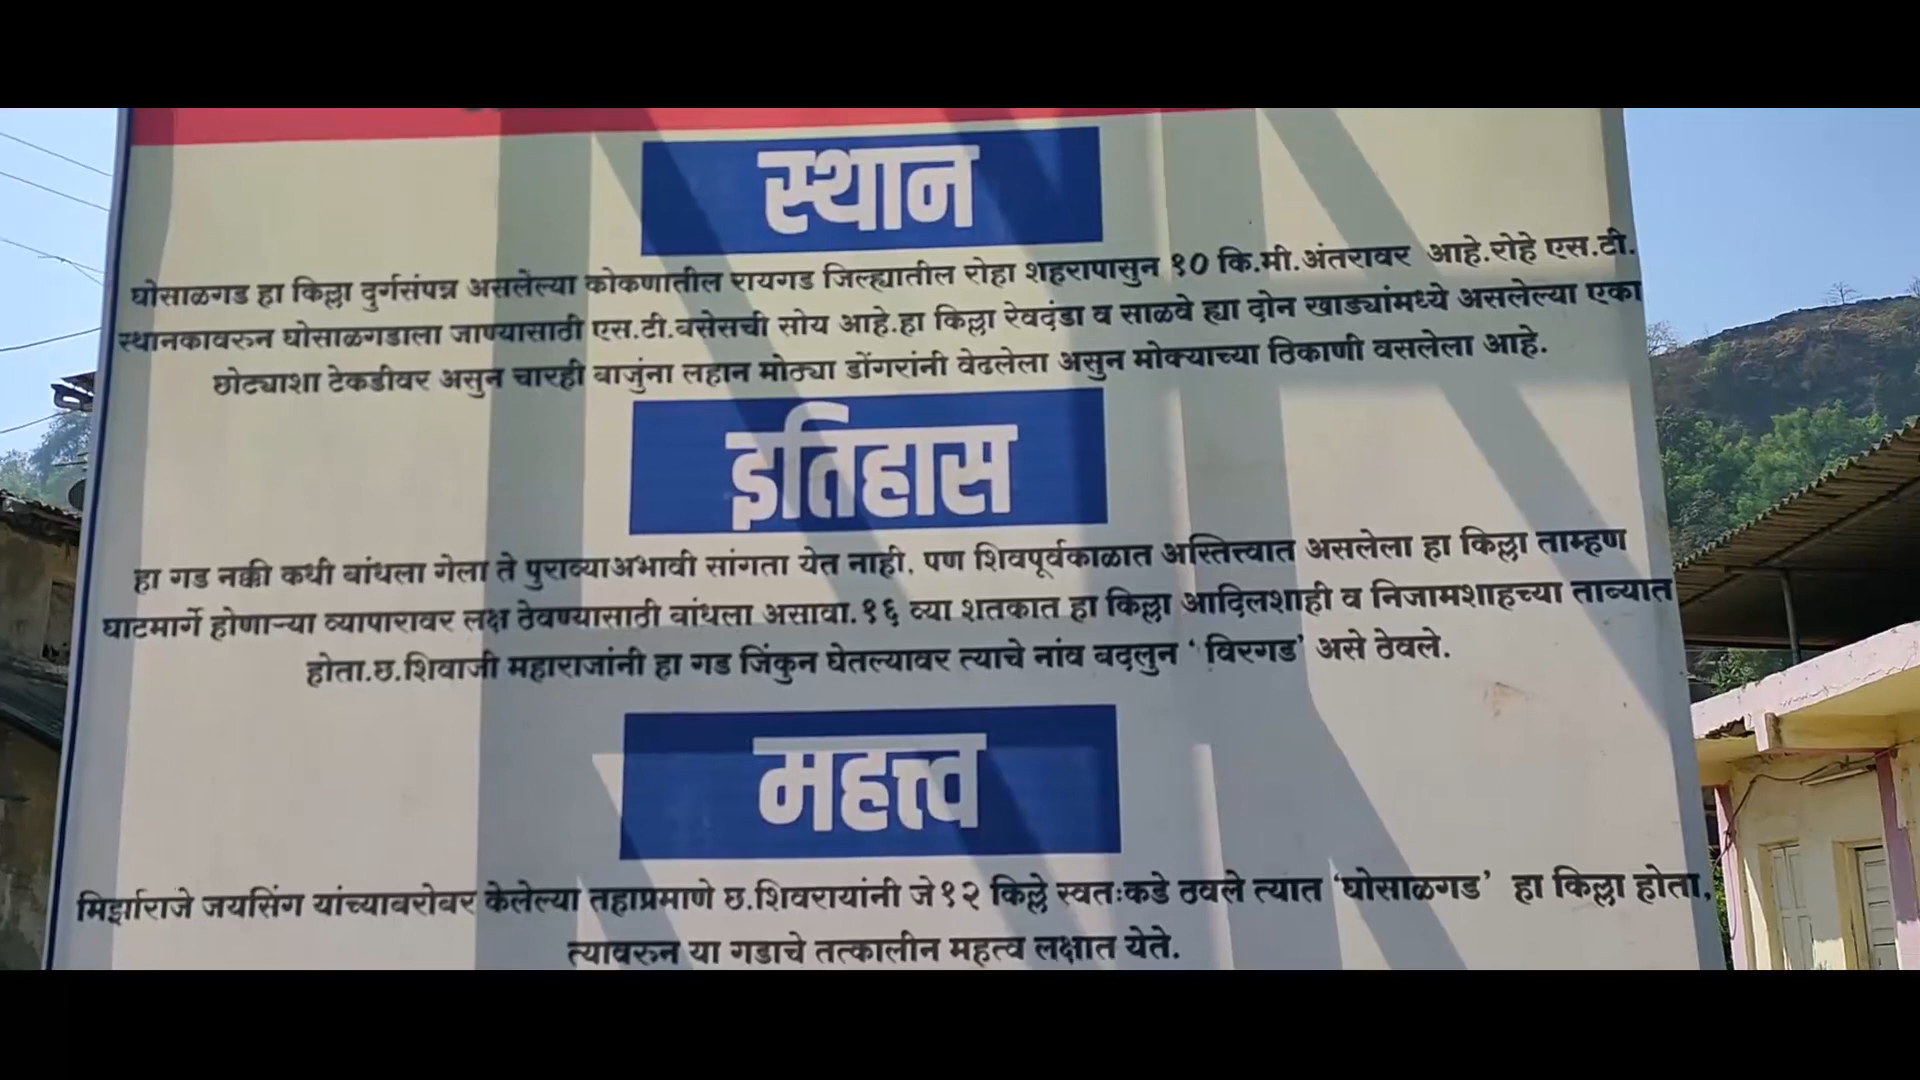 स्थान
घोसाळगड हा किल्ला दुर्गसंपन्न असलेल्या कोकणातील रायगड जिल्ह्यातील रोहा शहरापासुन १० कि.मी.अंतरावर आहे.रोहे एस.टी.
स्थानकावरुन घोसाळगडाला जाण्यासाठी एस.टी.बसेसची सोय आहे.हा किल्ला रेवदंडा व साळवे ह्या दोन खाड्यांमध्ये असलेल्या एका
छोट्याशा टेकडीवर असुन चारही बाजुंना लहान मोठ्या डोंगरांनी वेढलेला असुन मोक्याच्या ठिकाणी वसलेला आहे.
इतिहास
हा गड नक्की कधी बांधला गेला ते पुराव्याअभावी सांगता येत नाही. पण शिवपूर्वकाळात अस्तित्त्वात असलेला हा किल्ला ताम्हण
घाटमार्गे होणाऱ्या व्यापारावर लक्ष ठेवण्यासाठी बांधला असावा.१६ व्या शतकात हा किल्ला आदिलशाही व निजामशाहच्या ताब्यात
होता.छ.शिवाजी महाराजांनी हा गड जिंकुन घेतल्यावर त्याचे नांव बदलुन ‘विरगड’ असे ठेवले.
महत्त्व
मिर्झाराजे जयसिंग यांच्याबरोबर केलेल्या तहाप्रमाणे छ.शिवरायांनी जे १२ किल्ले स्वतःकडे ठवले त्यात ‘घोसाळगड’ हा किल्ला होता,
त्यावरुन या गडाचे तत्कालीन महत्व लक्षात येते.